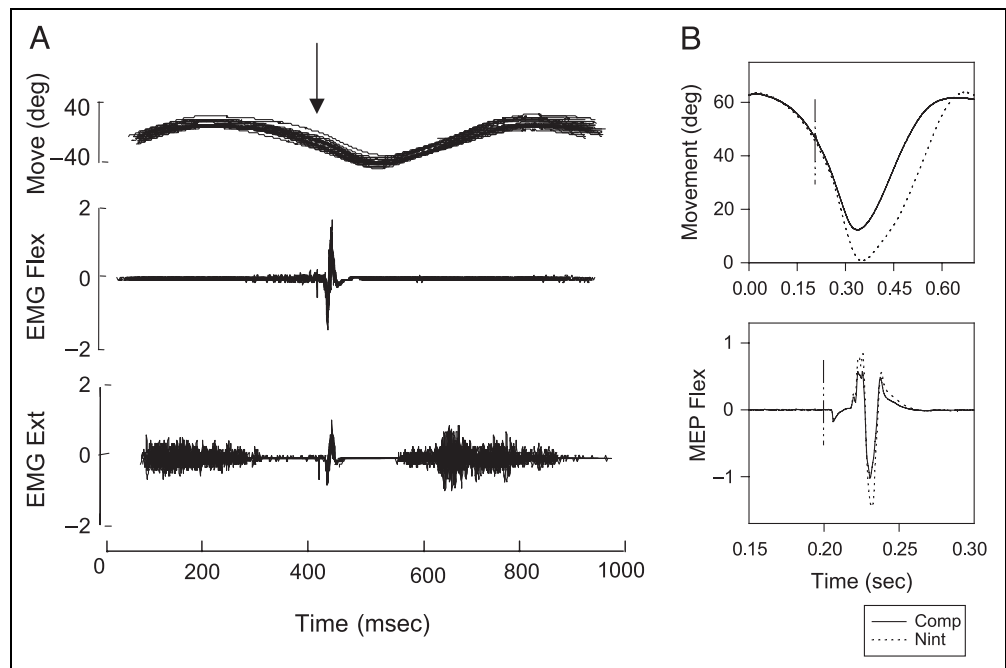 A
Move (deg)
40
−40
EMG Flex
2
0
−2
EMG Ext
2
0
−2
0 200 400 600 800 1000
Time (msec)
B
Movement (deg)
60
40
20
0
0.00 0.15 0.30 0.45 0.60
MEP Flex
1
0
−1
0.15 0.20 0.25 0.30
Time (sec)
Comp
Nint